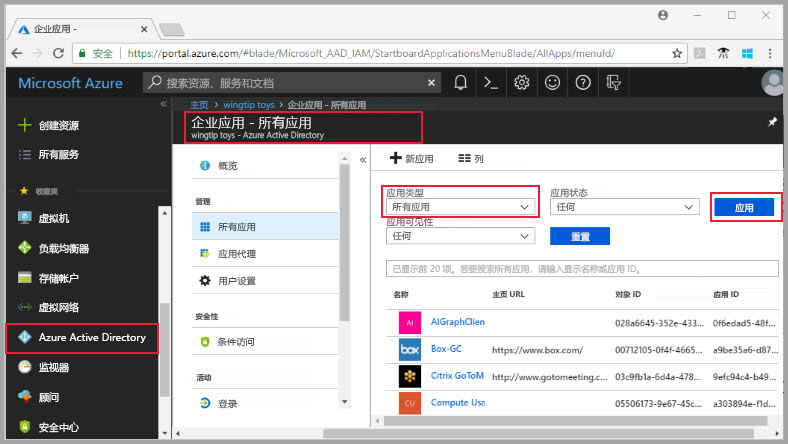 企业应用 - 所有应用
安全
https://portal.azure.com/#blade/Microsoft_AAD_IAM/StartboardApplicationsMenuBlade/AllApps/menuId/
Microsoft Azure
搜索资源、服务和文档
主页 > wingtip toys > 企业应用 - 所有应用
企业应用 - 所有应用
wingtip toys - Azure Active Directory
创建资源
所有服务
收藏夹
虚拟机
负载均衡器
存储帐户
虚拟网络
Azure Active Directory
监视器
顾问
安全中心
概览
管理
所有应用
应用代理
用户设置
安全性
条件访问
活动
登录
新应用
列
应用类型
所有应用
应用状态
任何
应用
应用可见性
任何
重置
已显示前 20 项。若要搜索所有应用，请输入显示名称或应用 ID。
名称 主页 URL 对象 ID 应用 ID
AI AIGraphClien 028a6645-352e-433... 0f6edad5-48f...
box Box-GC https://www.box.com/ 00712105-0f4f-4665... a9be35a6-d87...
Citrix GoToM http://www.gotomeeting.c... 03c9fb1a-6d4a-478... 9efc94c4-b49...
CU Compute Usa 05506173-9e67-45c... a303894e-f1d...